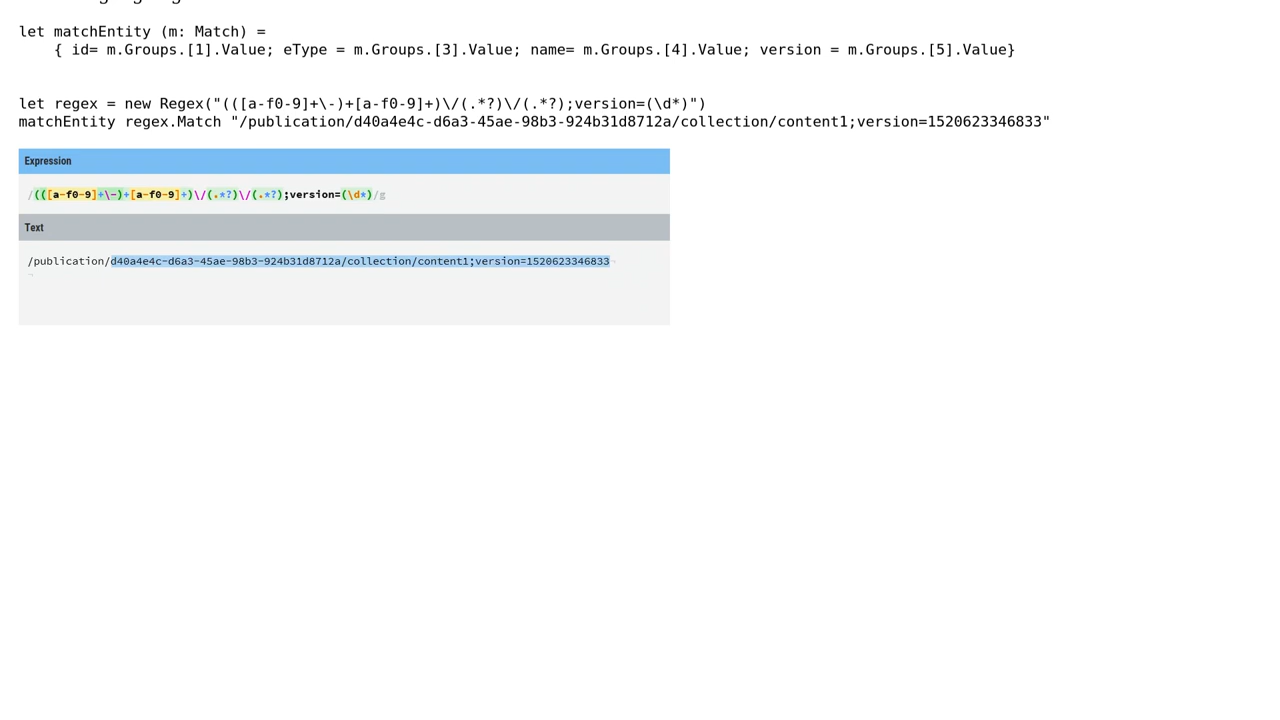 let matchEntity (m: Match) =
    { id= m.Groups.[1].Value; eType = m.Groups.[3].Value; name= m.Groups.[4].Value; version = m.Groups.[5].Value}
let regex = new Regex("(([a-f0-9]+\-)+[a-f0-9]+)\/(.*?)\/(.*?);version=(\d*)")
matchEntity regex.Match "/publication/d40a4e4c-d6a3-45ae-98b3-924b31d8712a/collection/content1;version=1520623346833"
Expression
/(([a-f0-9]+\-)+[a-f0-9]+)\/(.*?)\/(.*?);version=(\d*)/g
Text
/publication/d40a4e4c-d6a3-45ae-98b3-924b31d8712a/collection/content1;version=1520623346833